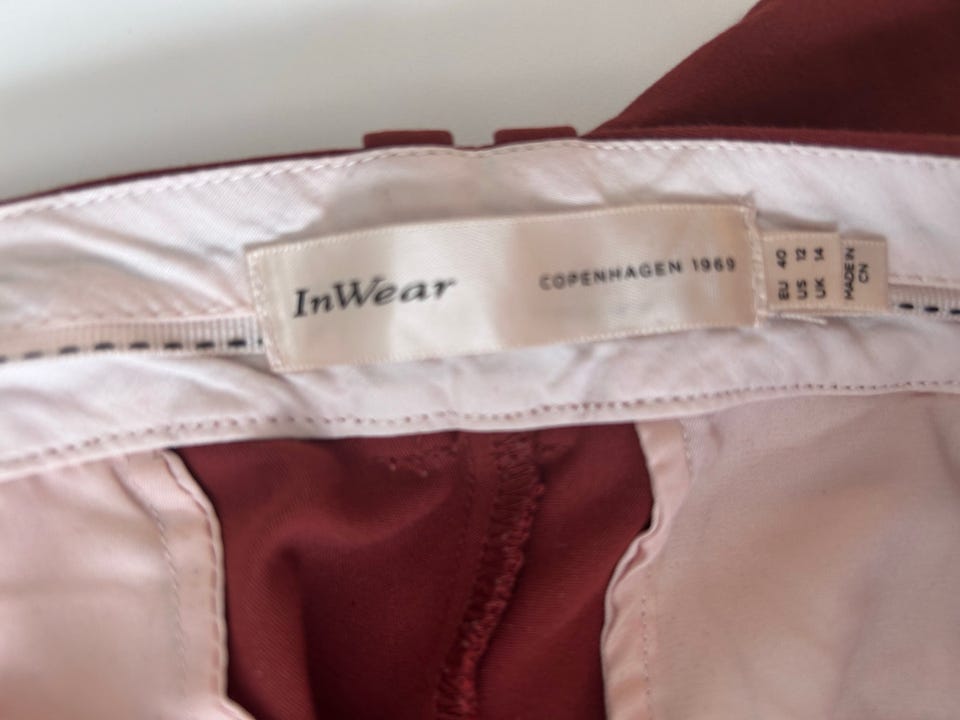 InWear
COPENHAGEN 1969
EU 40
US 12
UK 14
MADE IN
CN